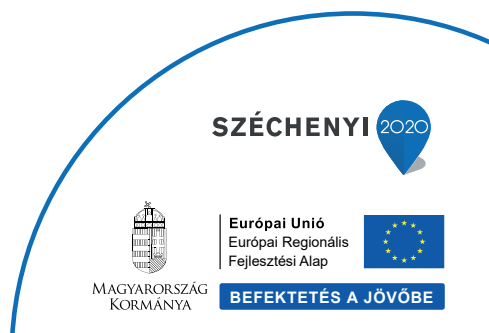 SZÉCHENYI 2020
Európai Unió
Európai Regionális
Fejlesztési Alap
MAGYARORSZÁG
KORMÁNYA
BEFEKTETÉS A JÖVŐBE